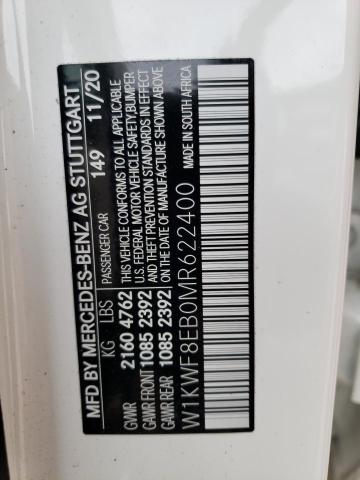 MFD BY MERCEDES-BENZ AG STUTTGART
PASSENGER CAR 149 11/20
KG LBS
GVWR 2160 4762
GAWR FRONT 1085 2392
GAWR REAR 1085 2392
THIS VEHICLE CONFORMS TO ALL APPLICABLE
U.S. FEDERAL MOTOR VEHICLE SAFETY,BUMPER
AND THEFT PREVENTION STANDARDS IN EFFECT
ON THE DATE OF MANUFACTURE SHOWN ABOVE
W1KWF8EB0MR622400
MADE IN SOUTH AFRICA